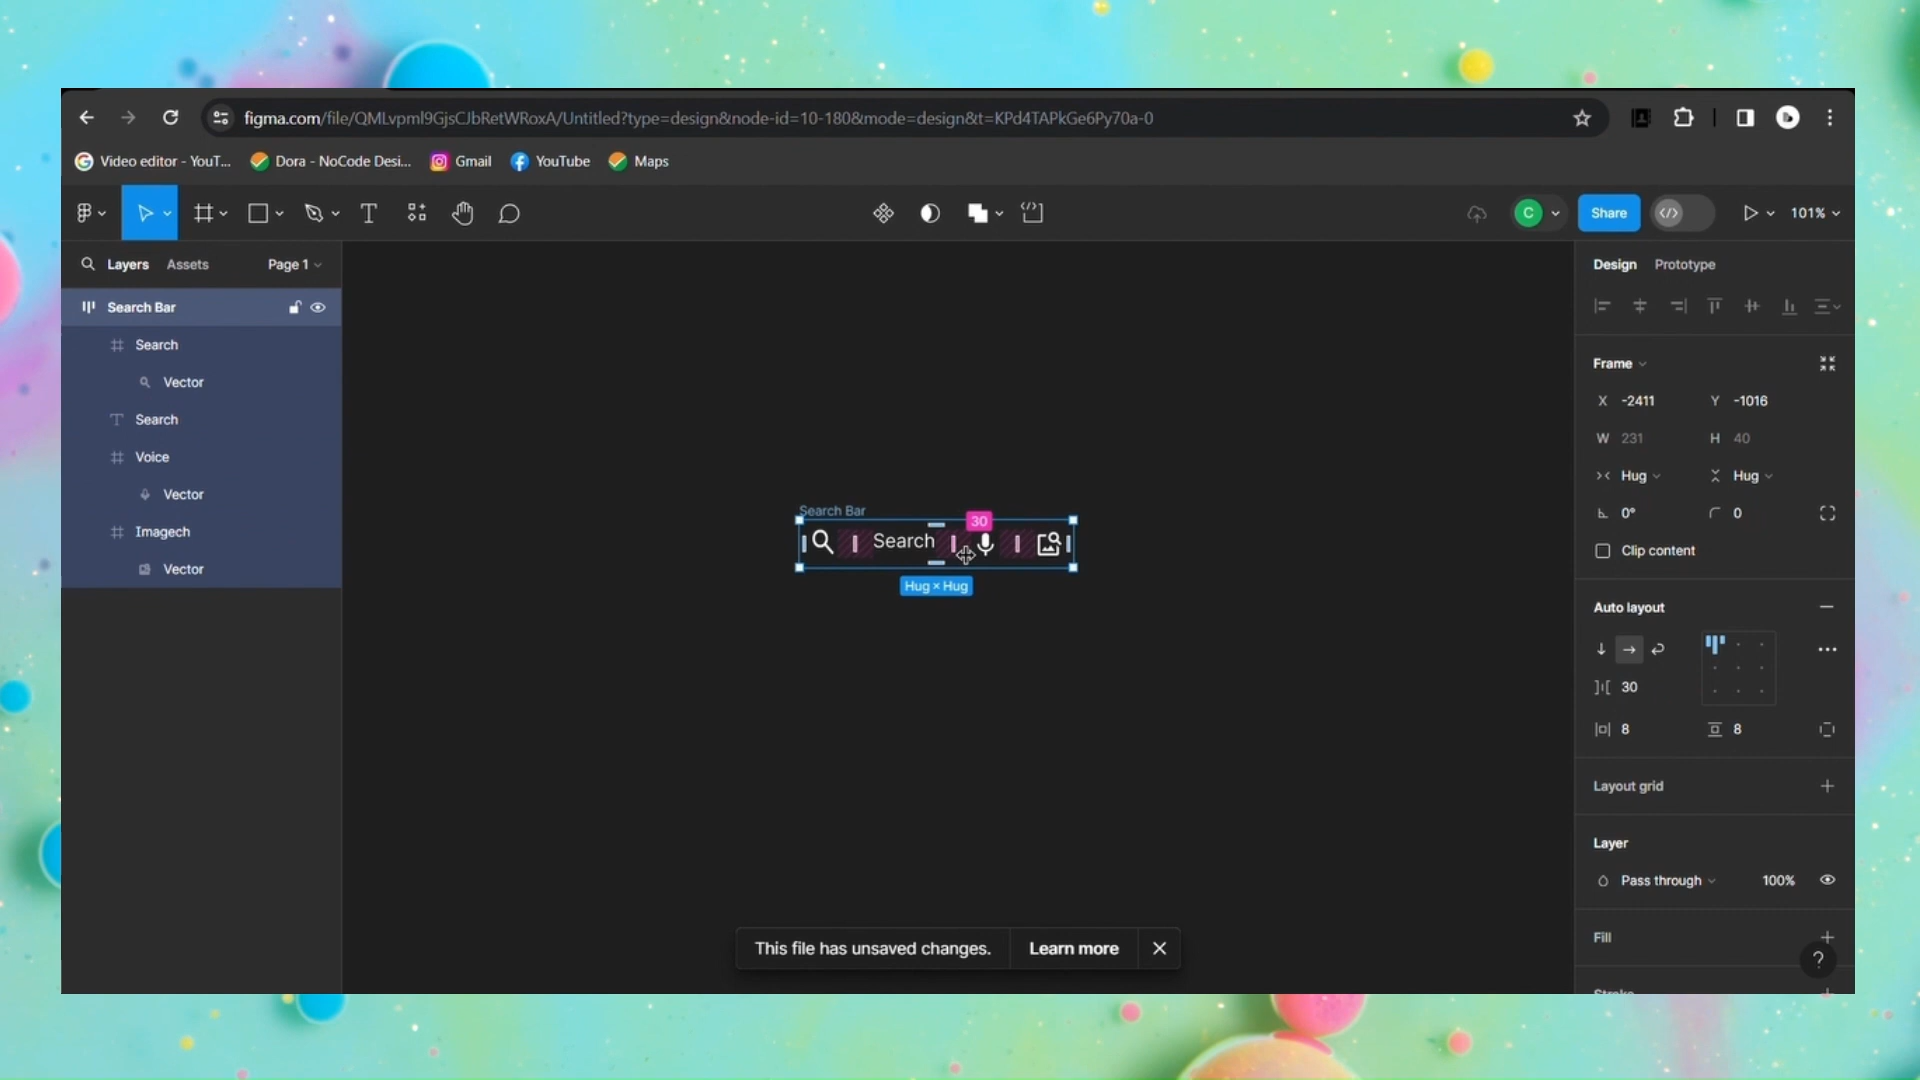 figma.com/file/QMLvpml9GjsCJbRetWRoxA/Untitled?type=design&node-id=10-180&mode=design&t=KPd4TAPkGe6Py70a-0
Video editor - YouT... Dora - NoCode Desi... Gmail YouTube Maps
C Share 101%
Layers Assets Page 1
Search Bar
Search
Vector
Search
Voice
Vector
Imagech
Vector
Search Bar
30
Search
Hug × Hug
This file has unsaved changes. Learn more
Design Prototype
Frame
X -2411 Y -1016
W 231 H 40
Hug Hug
0° 0
Clip content
Auto layout
30
8 8
Layout grid
Layer
Pass through 100%
Fill
?
Stroke